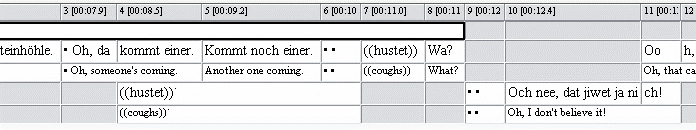 3 [00:07.9] 4 [00:08.5] 5 [00:09.2] 6 [00:10 7 [00:11.0] 8 [00:11 9 [00:12 10 [00:12.4] 11 [00:1 12
teinhöhle. • Oh, da kommt einer. Kommt noch einer. •• ((hustet)) Wa? Oo h,
• Oh, someone's coming. Another one coming. •• ((coughs)) What? Oh, that ca
((hustet))˙ •• Och nee, dat jiwet ja ni ch!
((coughs))˙ •• Oh, I don't believe it!